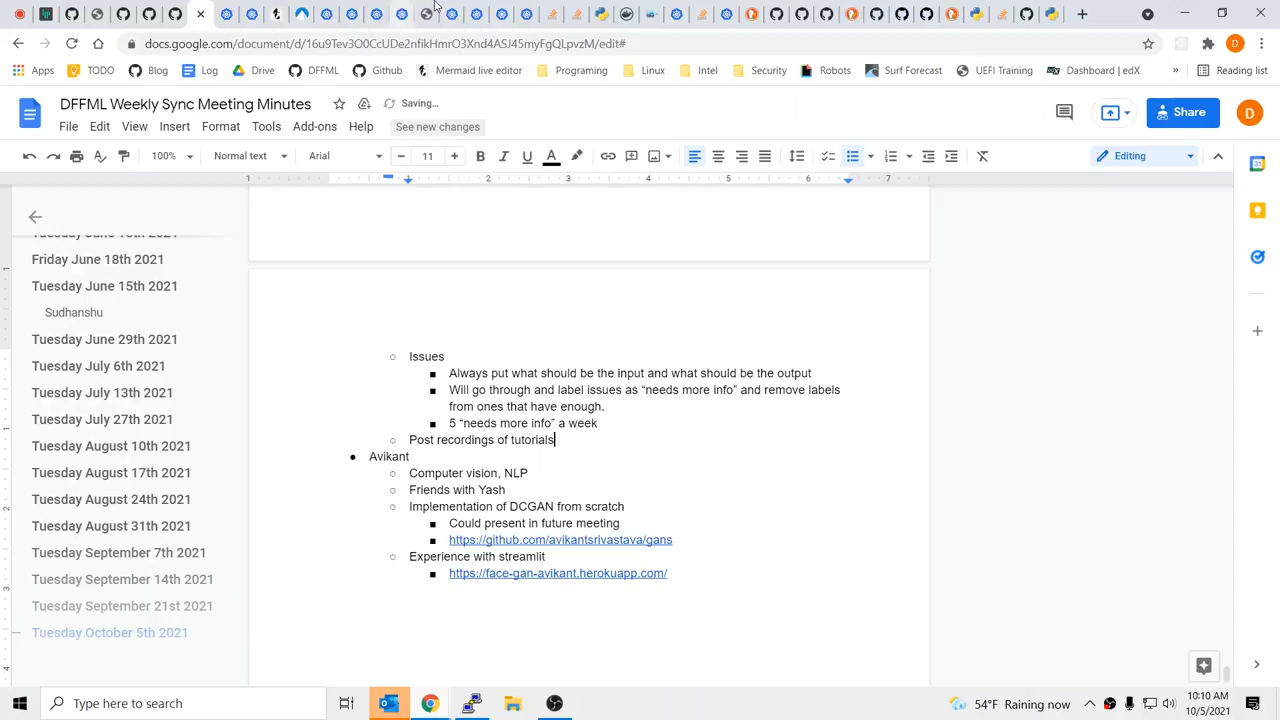 docs.google.com/document/d/16u9Tev3O0CcUDe2nfikHmrO3Xnd4ASJ45myFgQLpvzM/edit#
D
Apps TODO Blog Log Drive DFFML Github Mermaid live editor Programing Linux Intel Security Robots Surf Forecast UEFI Training Dashboard | edX » Reading list
DFFML Weekly Sync Meeting Minutes Saving...
File Edit View Insert Format Tools Add-ons Help See new changes
Share D
100% Normal text Arial 11 Editing
1 1 2 3 4 5 6 7
Friday June 18th 2021
Tuesday June 15th 2021
Sudhanshu
Tuesday June 29th 2021
Tuesday July 6th 2021
Tuesday July 13th 2021
Tuesday July 27th 2021
Tuesday August 10th 2021
Tuesday August 17th 2021
Tuesday August 24th 2021
Tuesday August 31th 2021
Tuesday September 7th 2021
Tuesday September 14th 2021
Tuesday September 21st 2021
Tuesday October 5th 2021
Issues
Always put what should be the input and what should be the output
Will go through and label issues as “needs more info” and remove labels
from ones that have enough.
5 “needs more info” a week
Post recordings of tutorials
Avikant
Computer vision, NLP
Friends with Yash
Implementation of DCGAN from scratch
Could present in future meeting
https://github.com/avikantsrivastava/gans
Experience with streamlit
https://face-gan-avikant.herokuapp.com/
Type here to search
54°F Raining now
10:10 AM
10/5/2021